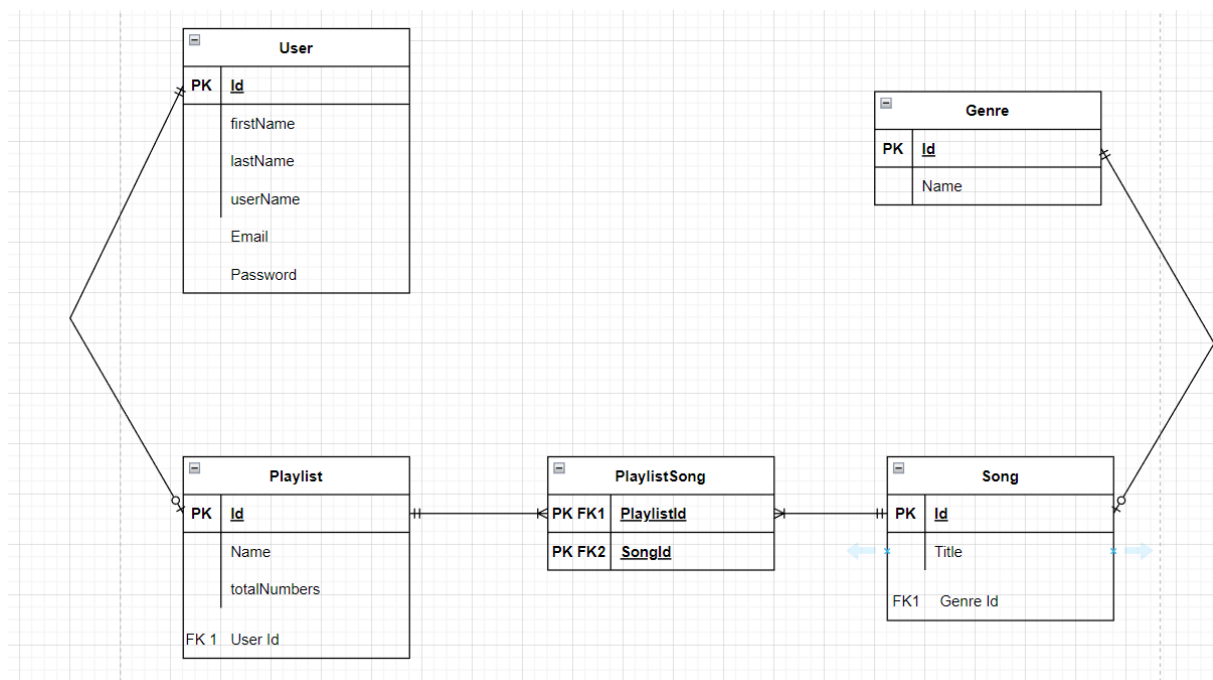 User
PK Id
firstName
lastName
userName
Email
Password
Genre
PK Id
Name
Playlist
PK Id
Name
totalNumbers
FK 1 User Id
PlaylistSong
PK FK1 PlaylistId
PK FK2 SongId
Song
PK Id
Title
FK1 Genre Id